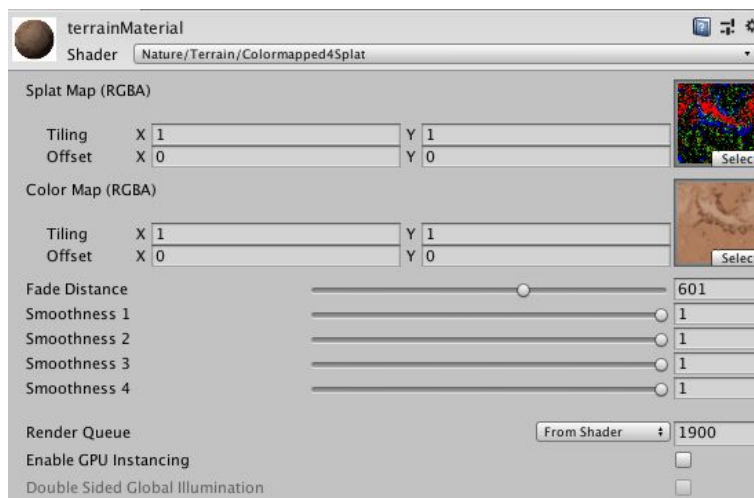 terrainMaterial
Shader Nature/Terrain/Colormapped4Splat
Splat Map (RGBA)
Tiling X 1 Y 1
Offset X 0 Y 0
Selec
Color Map (RGBA)
Tiling X 1 Y 1
Offset X 0 Y 0
Selec
Fade Distance 601
Smoothness 1 1
Smoothness 2 1
Smoothness 3 1
Smoothness 4 1
Render Queue From Shader 1900
Enable GPU Instancing
Double Sided Global Illumination